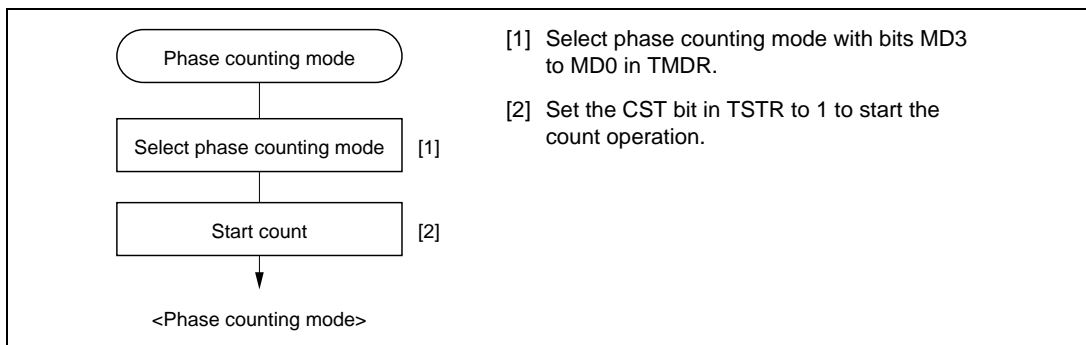 Phase counting mode
Select phase counting mode [1]
Start count [2]
<Phase counting mode>
[1] Select phase counting mode with bits MD3
to MD0 in TMDR.
[2] Set the CST bit in TSTR to 1 to start the
count operation.